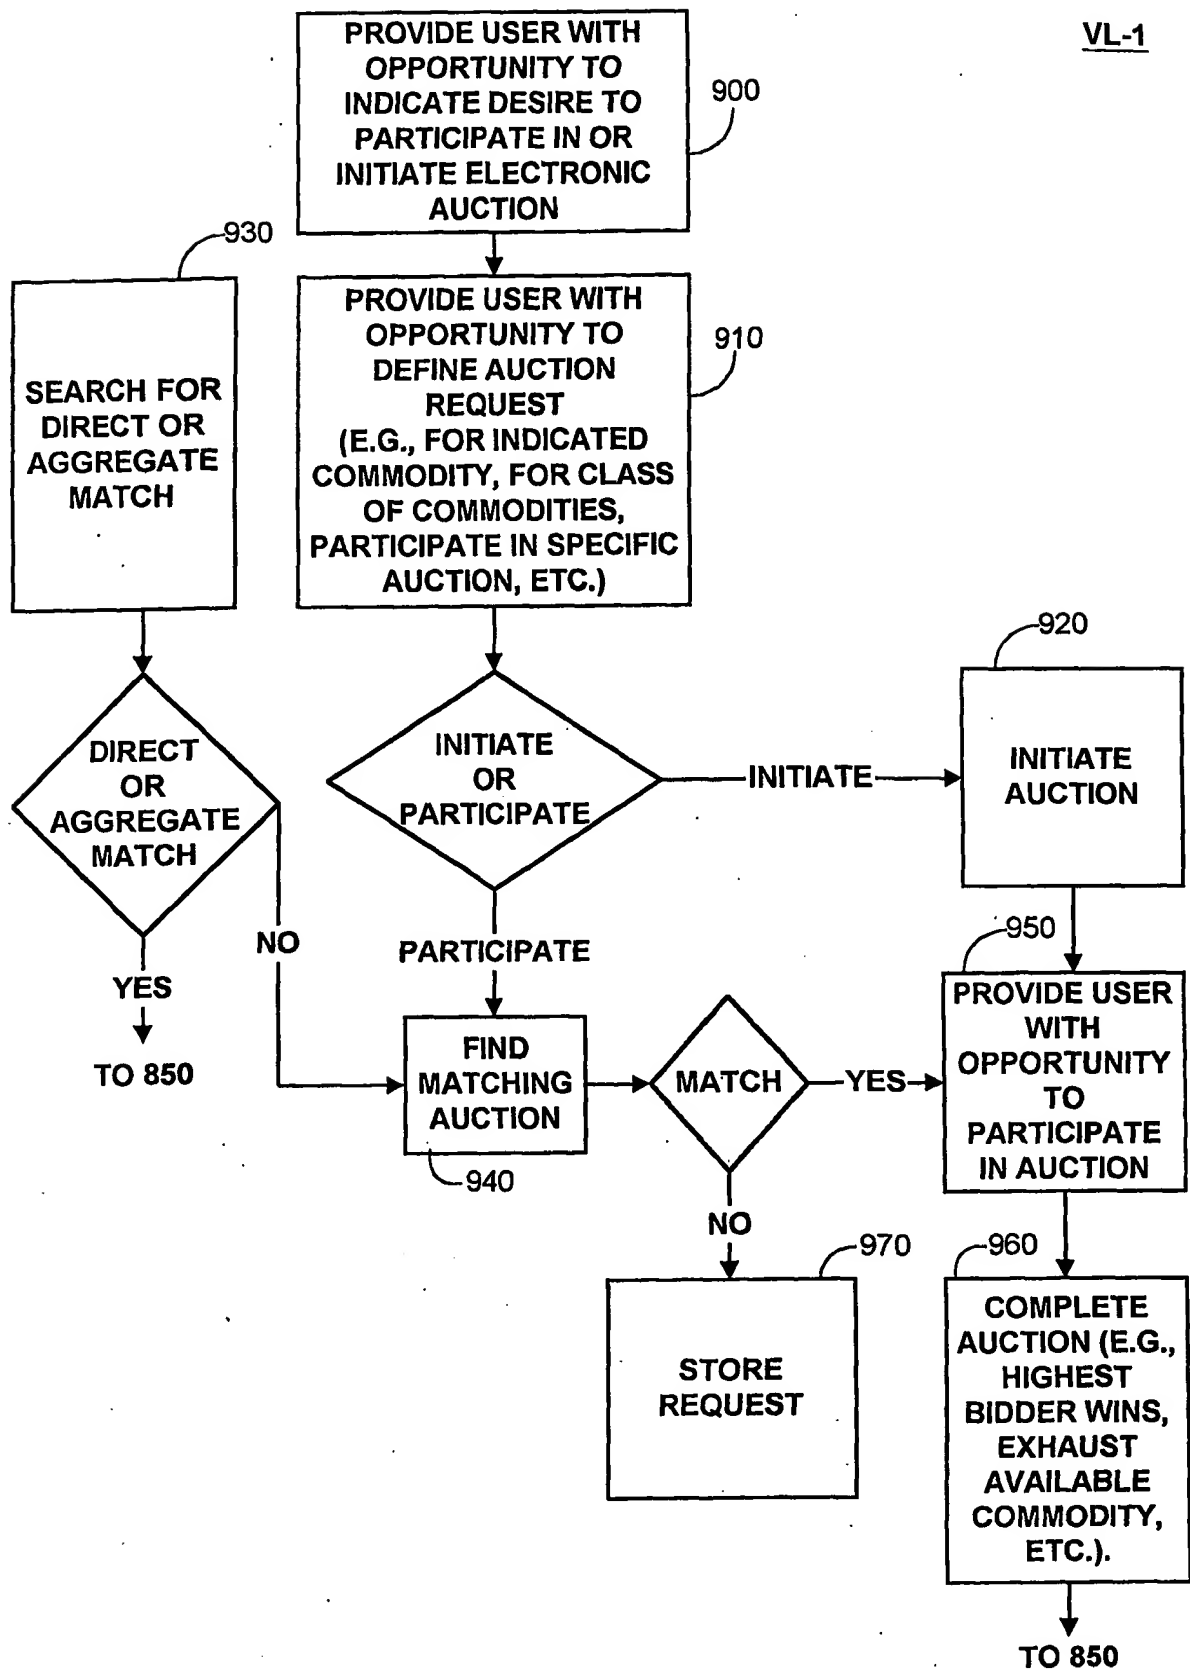 VL-1
PROVIDE USER WITH
OPPORTUNITY TO
INDICATE DESIRE TO
PARTICIPATE IN OR
INITIATE ELECTRONIC
AUCTION
900
930
SEARCH FOR
DIRECT OR
AGGREGATE
MATCH
PROVIDE USER WITH
OPPORTUNITY TO
DEFINE AUCTION
REQUEST
(E.G., FOR INDICATED
COMMODITY, FOR CLASS
OF COMMODITIES,
PARTICIPATE IN SPECIFIC
AUCTION, ETC.)
910
DIRECT
OR
AGGREGATE
MATCH
YES
TO 850
NO
INITIATE
OR
PARTICIPATE
INITIATE
920
INITIATE
AUCTION
PARTICIPATE
FIND
MATCHING
AUCTION
940
MATCH
YES
950
PROVIDE USER
WITH
OPPORTUNITY
TO
PARTICIPATE
IN AUCTION
NO
970
STORE
REQUEST
960
COMPLETE
AUCTION (E.G.,
HIGHEST
BIDDER WINS,
EXHAUST
AVAILABLE
COMMODITY,
ETC.).
TO 850